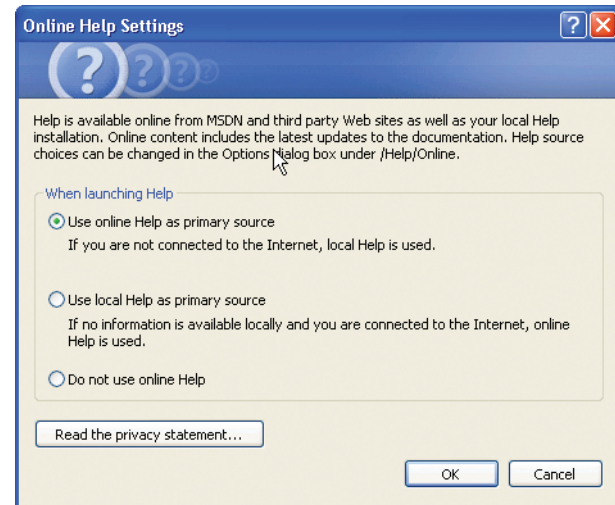 Online Help Settings
Help is available online from MSDN and third party Web sites as well as your local Help
installation. Online content includes the latest updates to the documentation. Help source
choices can be changed in the Options dialog box under /Help/Online.
When launching Help
Use online Help as primary source
If you are not connected to the Internet, local Help is used.
Use local Help as primary source
If no information is available locally and you are connected to the Internet, online
Help is used.
Do not use online Help
Read the privacy statement...
OK Cancel